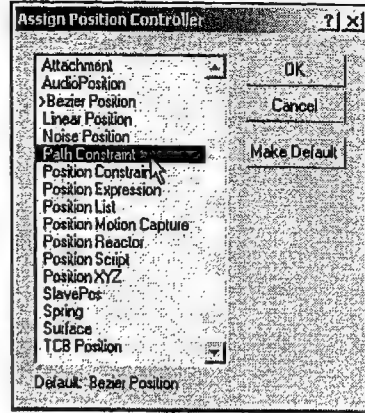 Assign Position Controller
Attachment
AudioPosition
>Bezier Position
Linear Position
Noise Position
Path Constraint
Position Constraint
Position Expression
Position List
Position Motion Capture
Position Reactor
Position Script
Position XYZ
SlavePos
Spring
Surface
TCB Position
Default: Bezier Position
OK
Cancel
Make Default